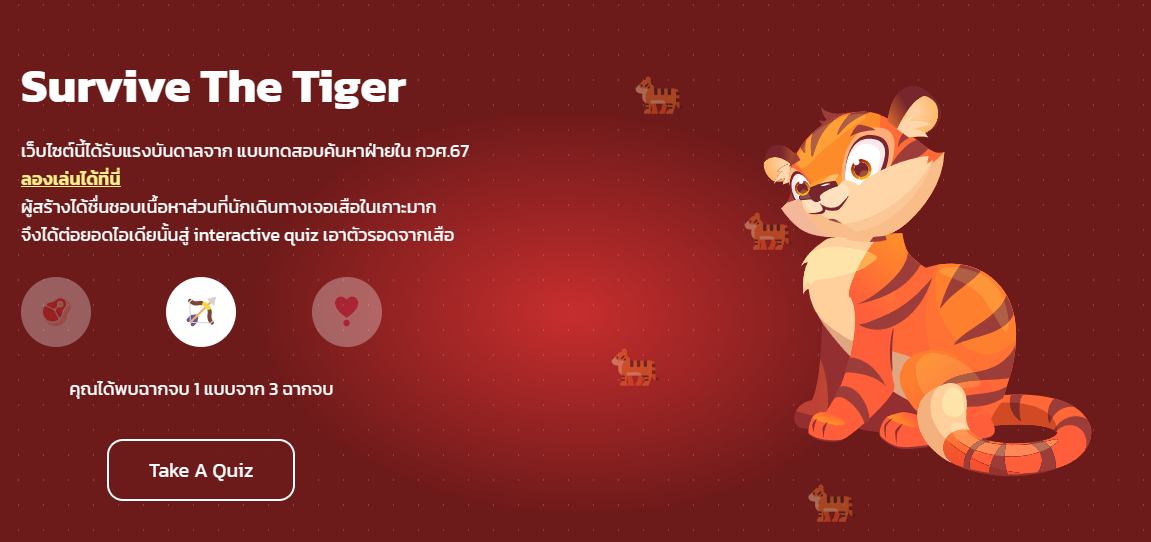 Survive The Tiger
เว็บไซต์นี้ได้รับแรงบันดาลจาก แบบทดสอบค้นหาฝ่ายใน กวศ.67
ลองเล่นได้ที่นี่
ผู้สร้างได้ชื่นชอบเนื้อหาส่วนที่นักเดินทางเจอเสือในเกาะมาก
จึงได้ต่อยอดไอเดียนั้นสู่ interactive quiz เอาตัวรอดจากเสือ
คุณได้พบฉากจบ 1 แบบจาก 3 ฉากจบ
Take A Quiz